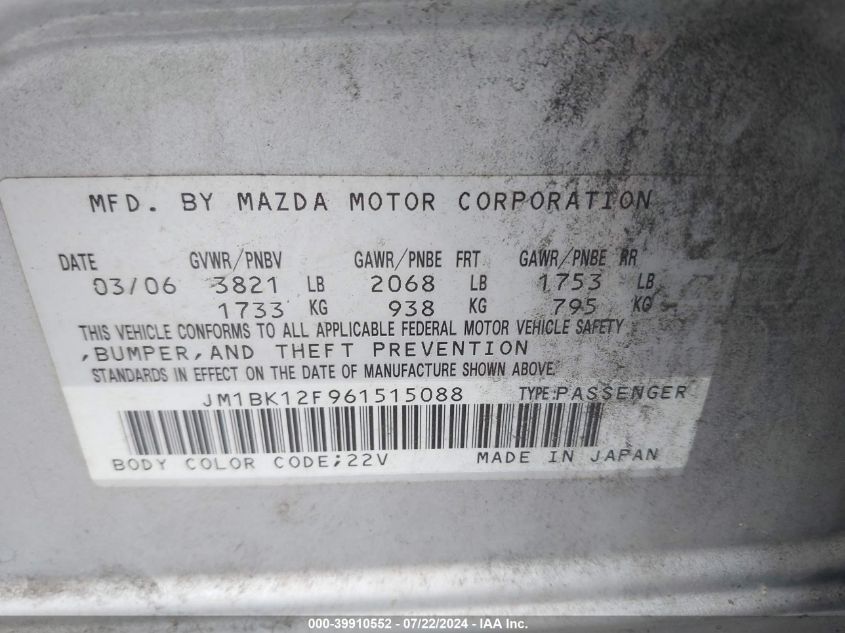 MFD. BY MAZDA MOTOR CORPORATION
DATE GVWR/PNBV GAWR/PNBE FRT GAWR/PNBE RR
03/06 3821 LB 2068 LB 1753 LB
1733 KG 938 KG 795 KG
THIS VEHICLE CONFORMS TO ALL APPLICABLE FEDERAL MOTOR VEHICLE SAFETY
,BUMPER,AND THEFT PREVENTION
STANDARDS IN EFFECT ON THE DATE OF MANUFACTURE SHOWN ABOVE.
JM1BK12F961515088 TYPE:PASSENGER
BODY COLOR CODE;22V MADE IN JAPAN
000-39910552 - 07/22/2024 - IAA Inc.